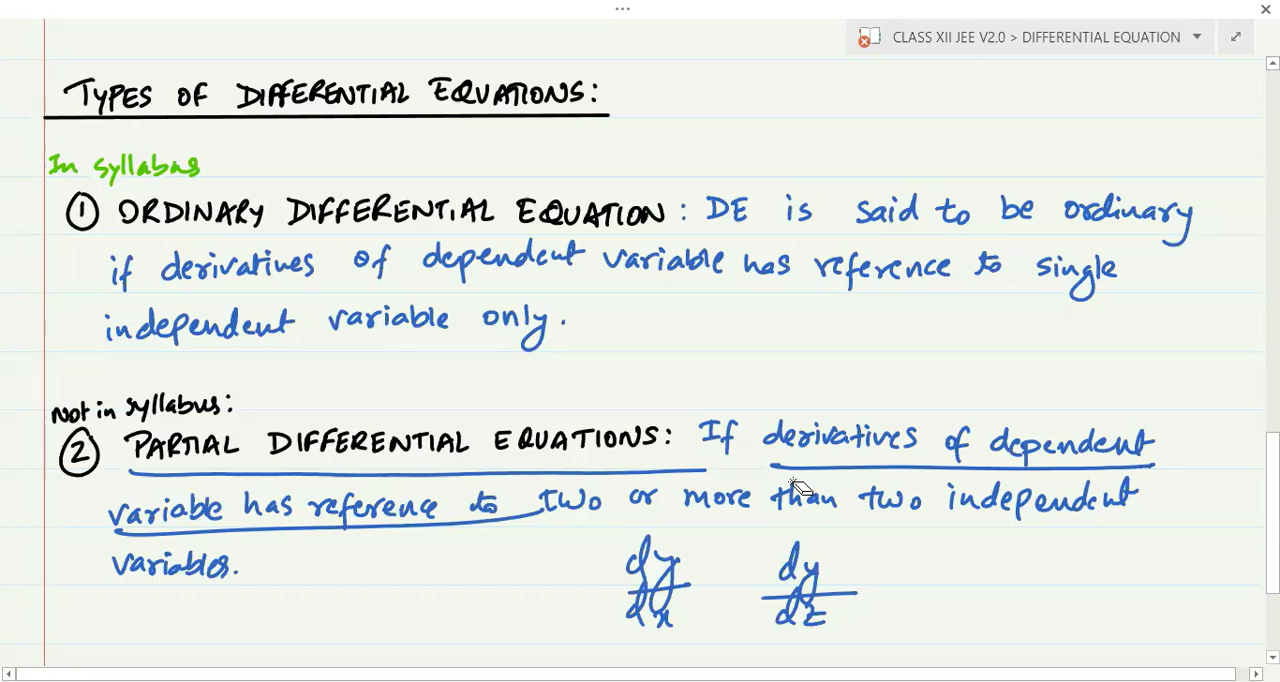 CLASS XII JEE V2.0 > DIFFERENTIAL EQUATION
TYPES OF DIFFERENTIAL EQUATIONS:
In syllabus
① ORDINARY DIFFERENTIAL EQUATION: DE is said to be ordinary
if derivatives of dependent variable has reference to single
independent variable only.
Not in syllabus:
② PARTIAL DIFFERENTIAL EQUATIONS: If derivatives of dependent
variable has reference to two or more than two independent
variables.
dy/dx dy/dz